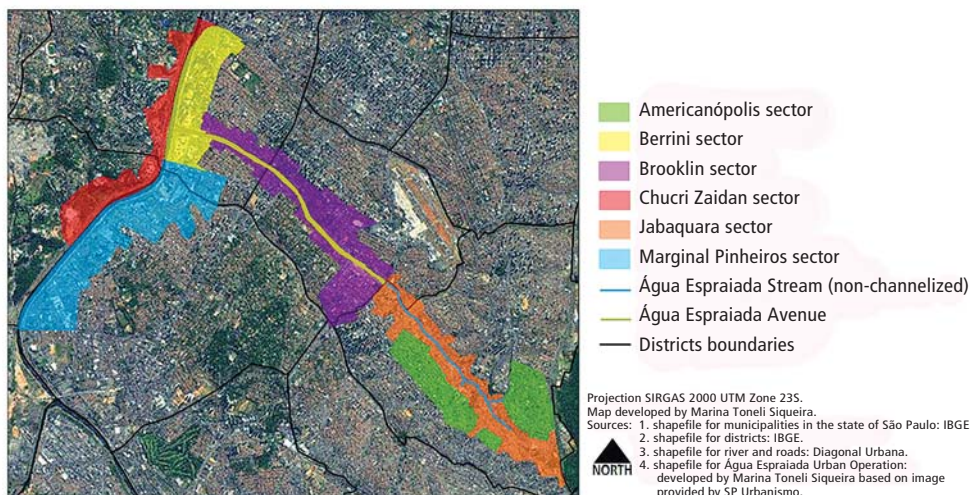 Americanópolis sector
Berrini sector
Brooklin sector
Chucri Zaidan sector
Jabaquara sector
Marginal Pinheiros sector
Água Espraiada Stream (non-channelized)
Água Espraiada Avenue
Districts boundaries
Projection SIRGAS 2000 UTM Zone 23S.
Map developed by Marina Toneli Siqueira.
Sources: 1. shapefile for municipalities in the state of São Paulo: IBGE
2. shapefile for districts: IBGE.
3. shapefile for river and roads: Diagonal Urbana.
4. shapefile for Água Espraiada Urban Operation:
developed by Marina Toneli Siqueira based on image
provided by SP Urbanismo.
NORTH